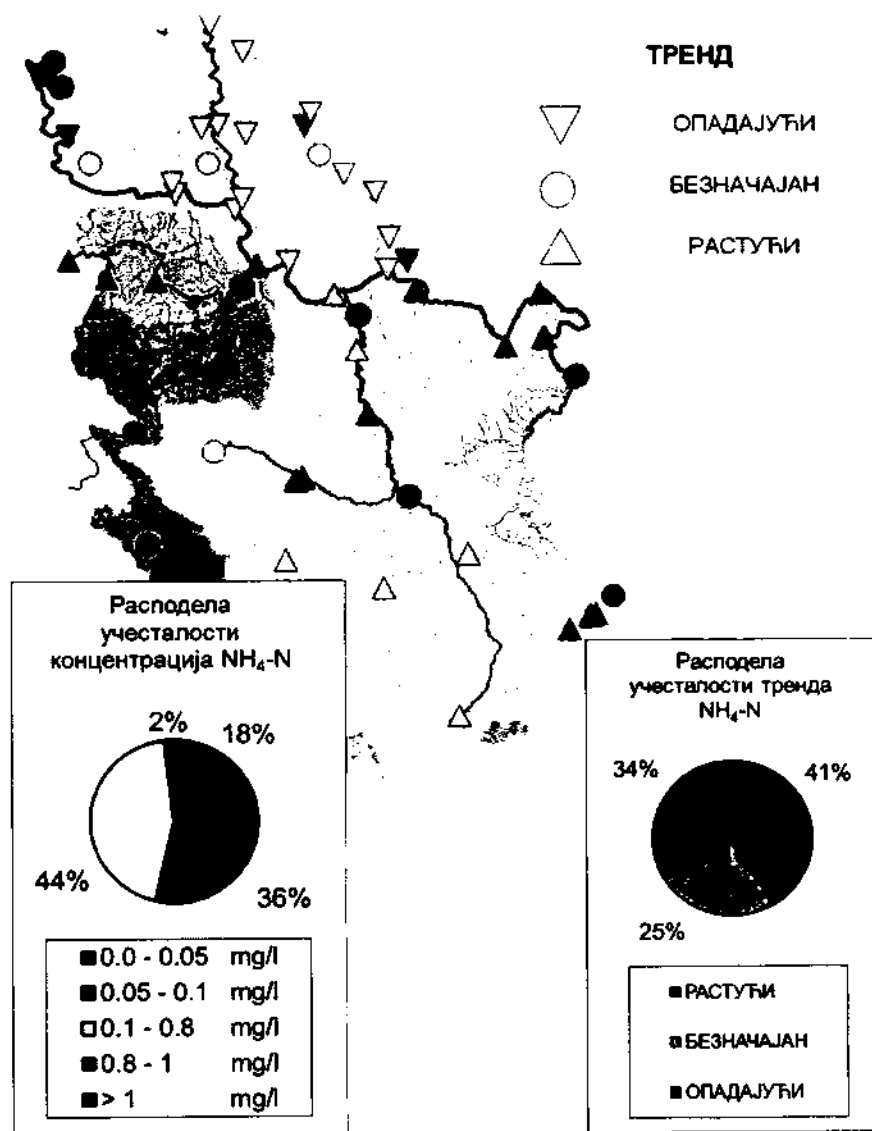 ТРЕНД
ОПАДАЈУЋИ
БЕЗНАЧАЈАН
РАСТУЋИ
Расподела
учесталости
концентрација NH₄-N
2%
18%
44%
36%
0.0 - 0.05 mg/l
0.05 - 0.1 mg/l
0.1 - 0.8 mg/l
0.8 - 1 mg/l
> 1 mg/l
Расподела
учесталости тренда
NH₄-N
34%
41%
25%
РАСТУЋИ
БЕЗНАЧАЈАН
ОПАДАЈУЋИ